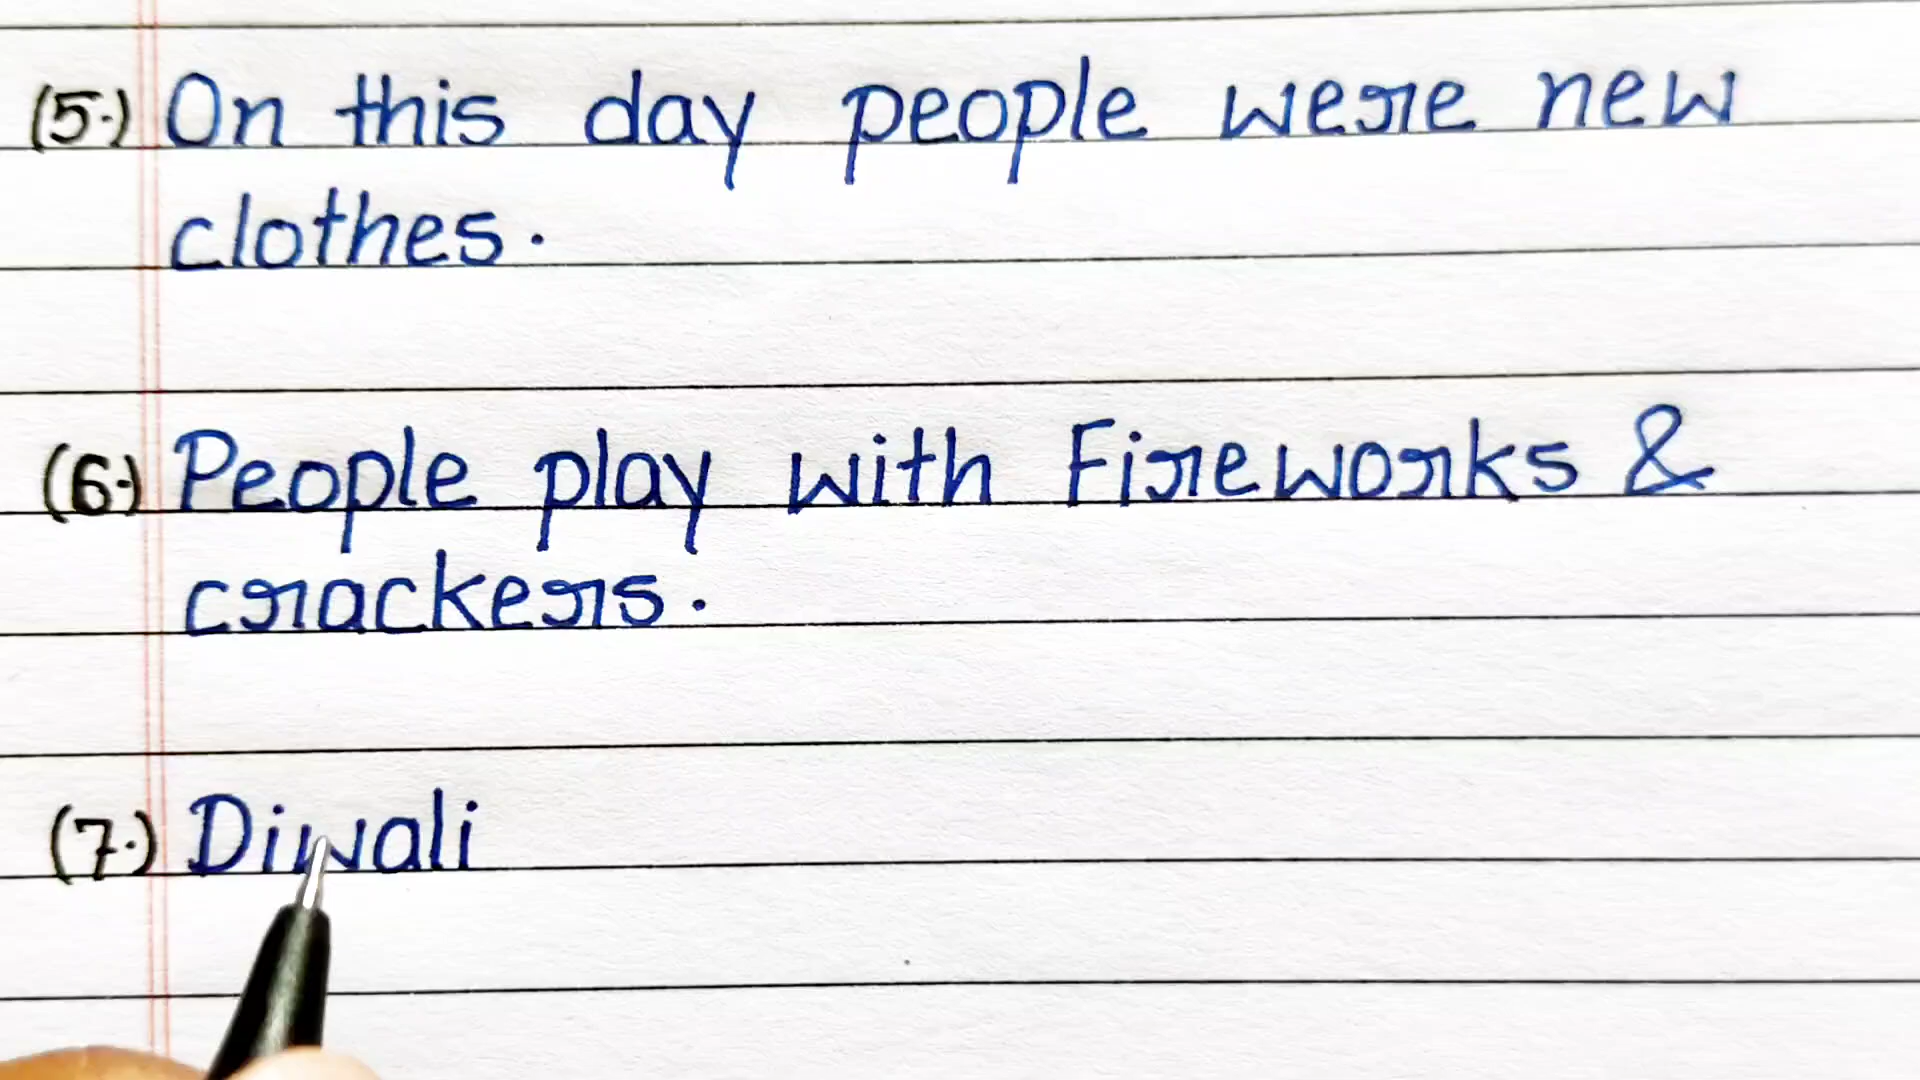 (5.) On this day people were new
clothes.
(6.) People play with Fireworks &
crackers.
(7.) Diwali